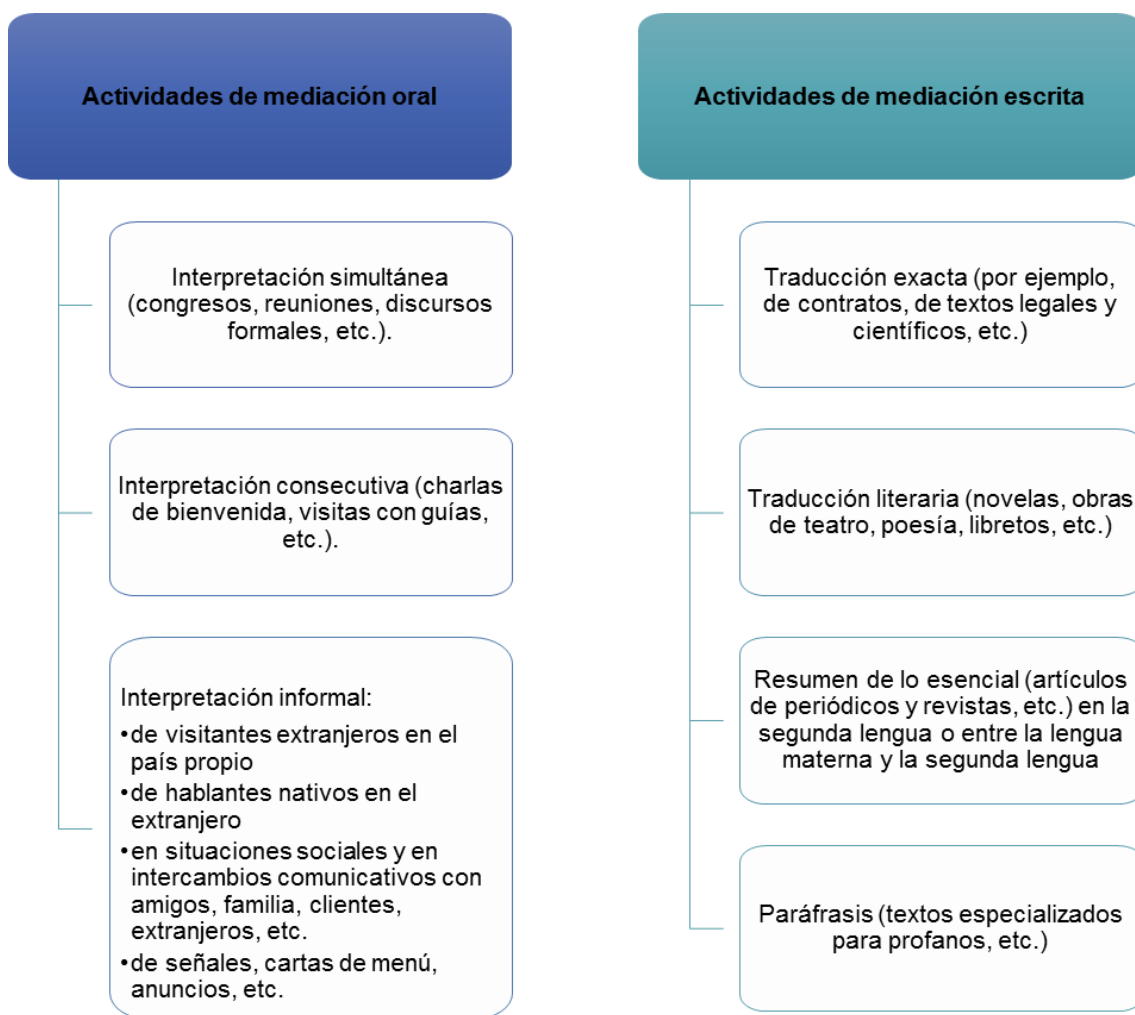 Actividades de mediación oral
Interpretación simultánea
(congresos, reuniones, discursos
formales, etc.).
Interpretación consecutiva (charlas
de bienvenida, visitas con guías,
etc.).
Interpretación informal:
•de visitantes extranjeros en el
país propio
•de hablantes nativos en el
extranjero
•en situaciones sociales y en
intercambios comunicativos con
amigos, familia, clientes,
extranjeros, etc.
•de señales, cartas de menú,
anuncios, etc.
Actividades de mediación escrita
Traducción exacta (por ejemplo,
de contratos, de textos legales y
científicos, etc.)
Traducción literaria (novelas, obras
de teatro, poesía, libretos, etc.)
Resumen de lo esencial (artículos
de periódicos y revistas, etc.) en la
segunda lengua o entre la lengua
materna y la segunda lengua
Paráfrasis (textos especializados
para profanos, etc.)